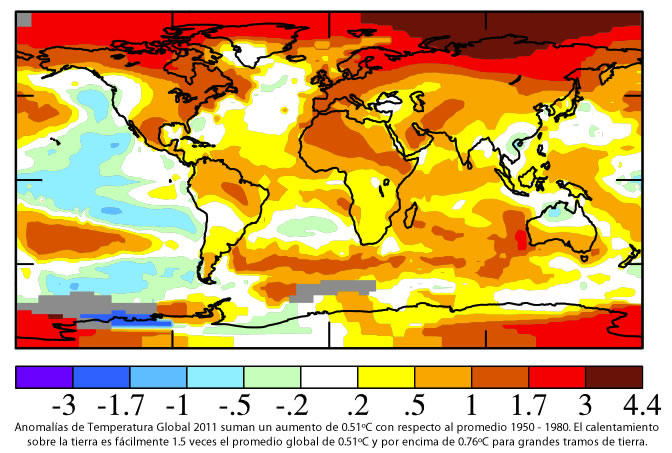 -3 -1.7 -1 -.5 -.2 .2 .5 1 1.7 3 4.4
Anomalías de Temperatura Global 2011 suman un aumento de 0.51ºC con respecto al promedio 1950 - 1980. El calentamiento
sobre la tierra es fácilmente 1.5 veces el promedio global de 0.51ºC y por encima de 0.76ºC para grandes tramos de tierra.